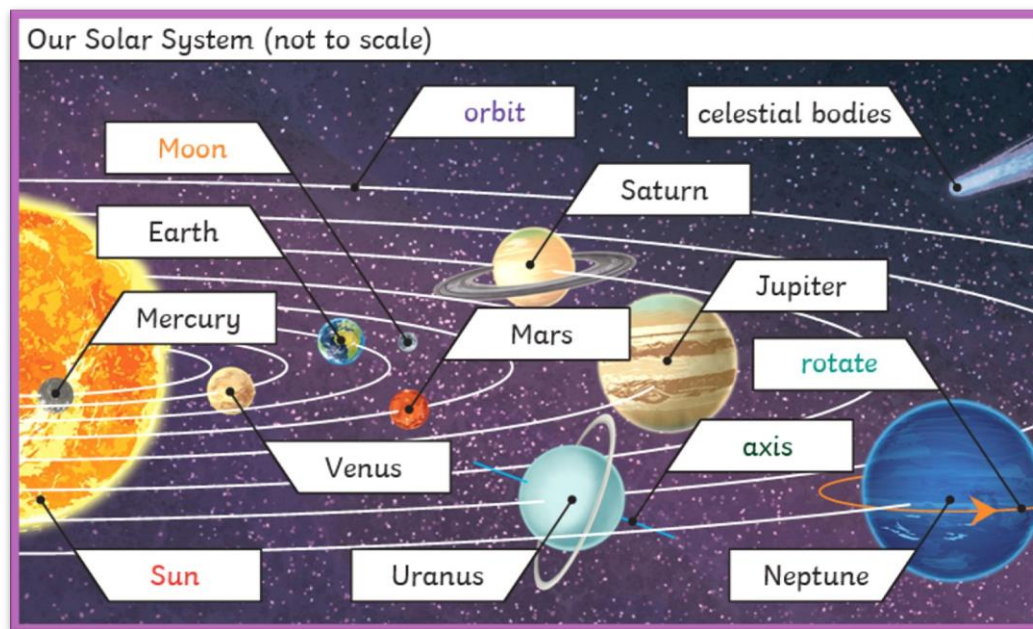 Our Solar System (not to scale)
orbit
celestial bodies
Moon
Saturn
Earth
Jupiter
Mercury
Mars
rotate
axis
Venus
Sun
Uranus
Neptune